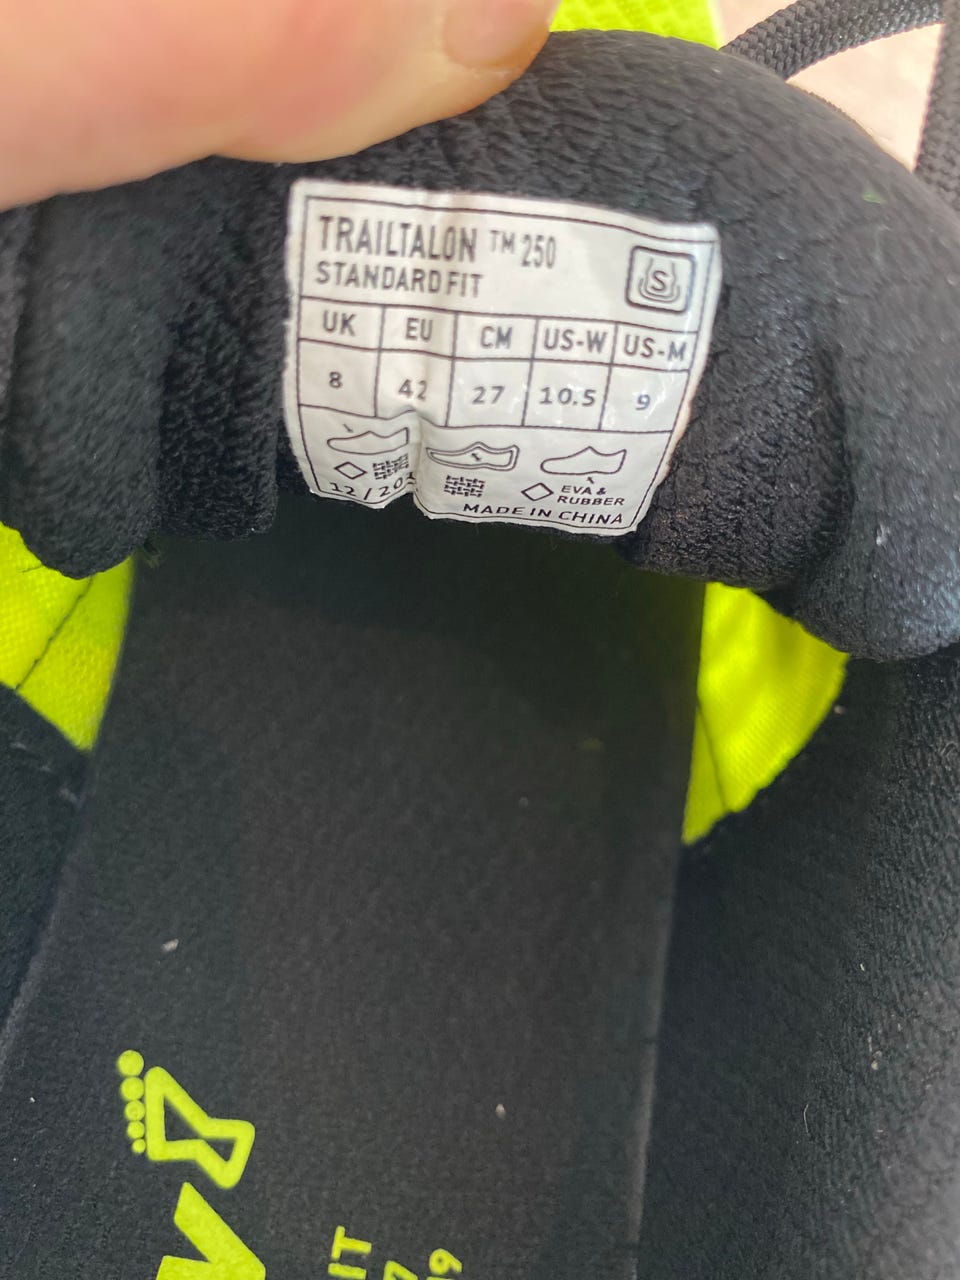 TRAILTALON ™ 250
STANDARD FIT
S
UK EU CM US-W US-M
8 42 27 10.5 9
EVA &
RUBBER
MADE IN CHINA